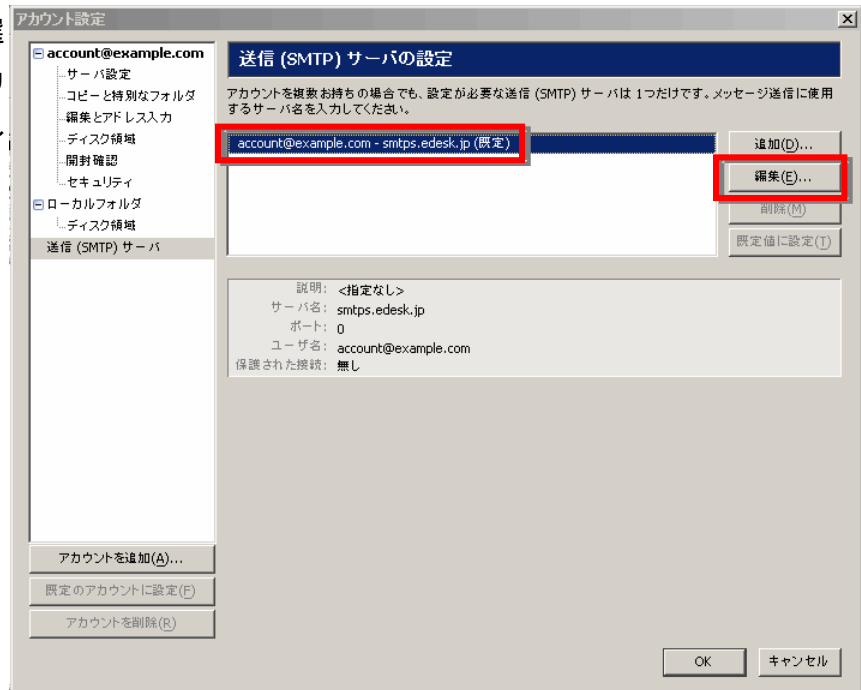 アカウント設定
account@example.com
サーバ設定
コピーと特別なフォルダ
編集とアドレス入力
ディスク領域
開封確認
セキュリティ
ローカルフォルダ
ディスク領域
送信 (SMTP) サーバ
アカウントを追加(A)...
既定のアカウントに設定(F)
アカウントを削除(R)
送信 (SMTP) サーバの設定
アカウントを複数お持ちの場合でも、設定が必要な送信 (SMTP) サーバは 1つだけです。メッセージ送信に使用
するサーバ名を入力してください。
account@example.com - smtps.edesk.jp (既定)
追加(D)...
編集(E)...
削除(M)
既定値に設定(T)
説明: <指定なし>
サーバ名: smtps.edesk.jp
ポート: 0
ユーザ名: account@example.com
保護された接続: 無し
OK
キャンセル